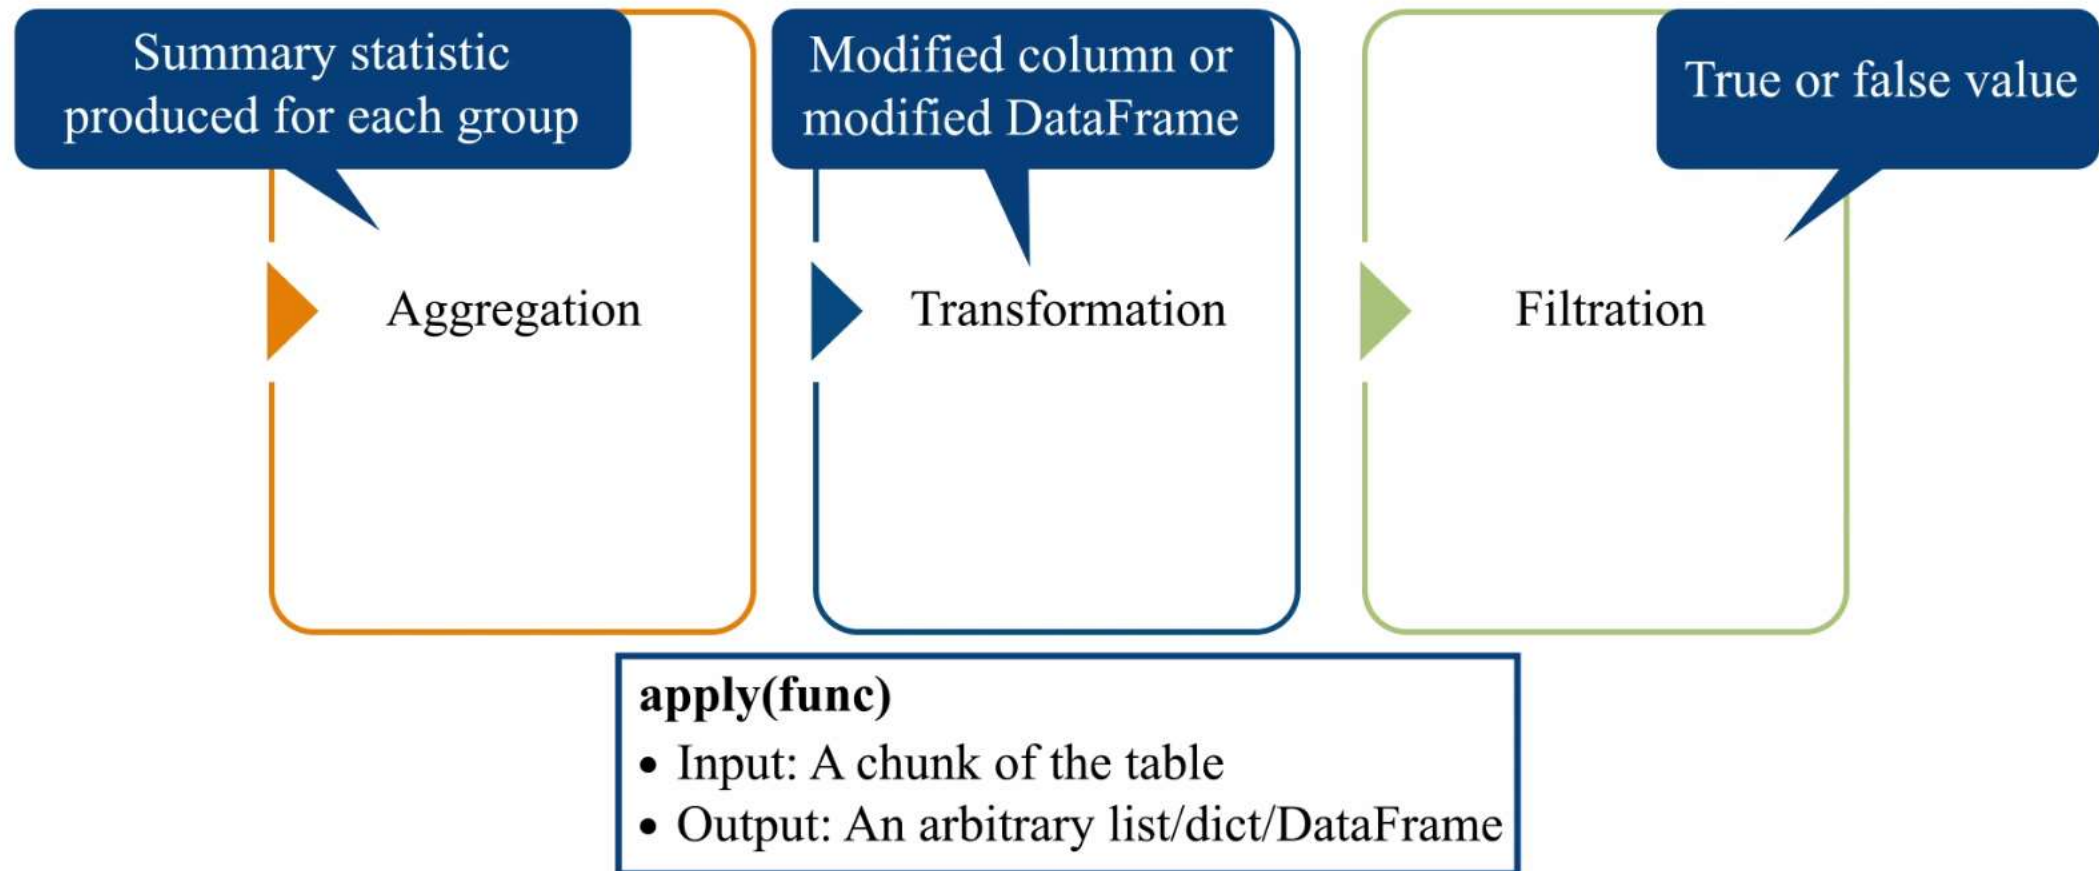 Summary statistic
produced for each group
Modified column or
modified DataFrame
True or false value
Aggregation
Transformation
Filtration
apply(func)
• Input: A chunk of the table
• Output: An arbitrary list/dict/DataFrame